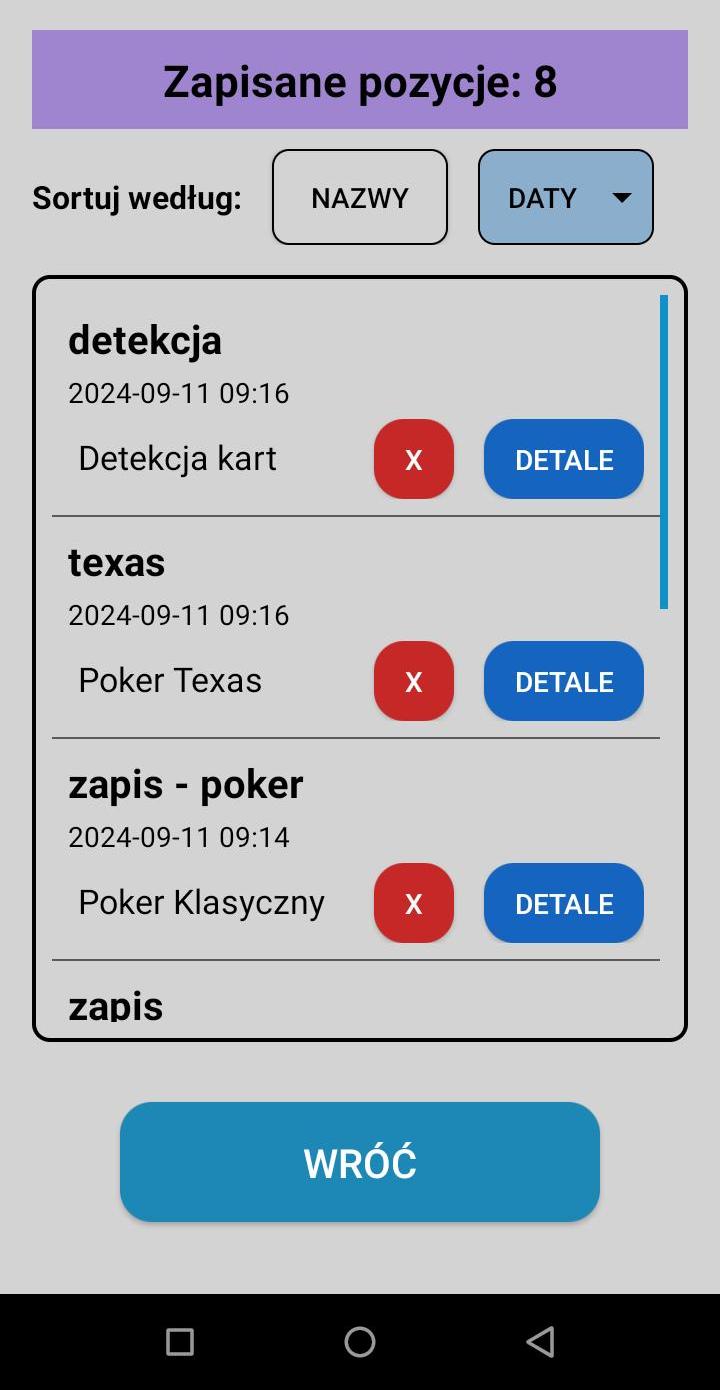 Zapisane pozycje: 8
Sortuj według: NAZWY DATY
detekcja
2024-09-11 09:16
Detekcja kart X DETALE
texas
2024-09-11 09:16
Poker Texas X DETALE
zapis - poker
2024-09-11 09:14
Poker Klasyczny X DETALE
zapis
WRÓĆ